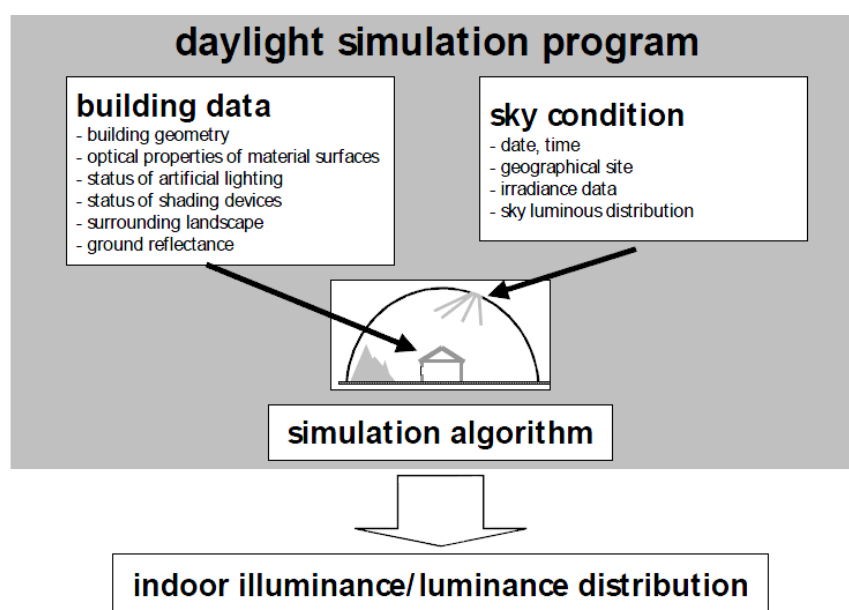 daylight simulation program
building data
- building geometry
- optical properties of material surfaces
- status of artificial lighting
- status of shading devices
- surrounding landscape
- ground reflectance
sky condition
- date, time
- geographical site
- irradiance data
- sky luminous distribution
simulation algorithm
indoor illuminance/luminance distribution